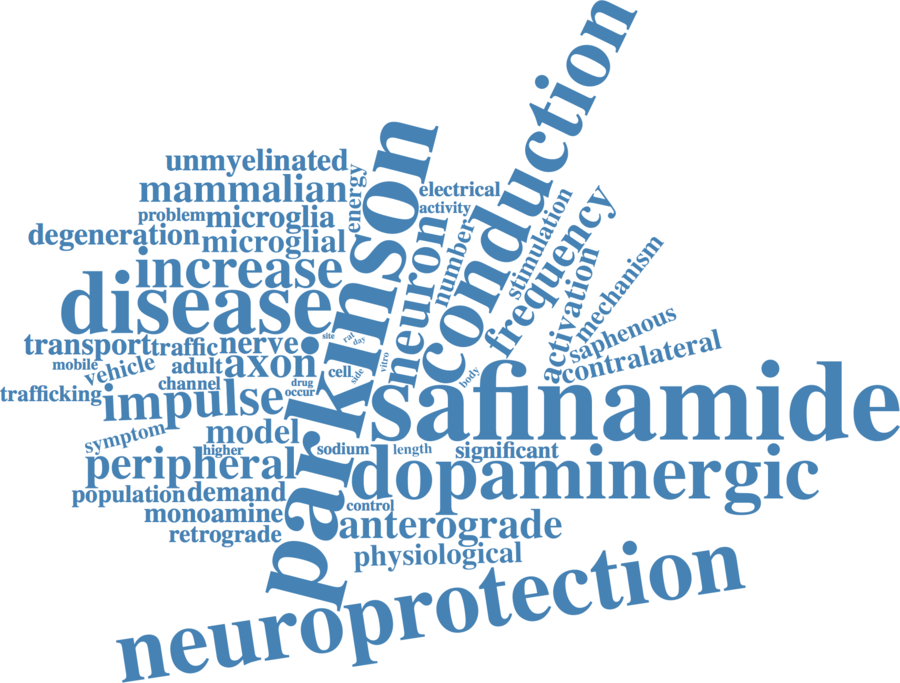 conduction
parkinson
unmyelinated
energy
mammalian
electrical
activity
problem
microglia
degeneration
microglial
neuron
number
stimulation
frequency
increase
activation
mechanism
disease
saphenous
contralateral
transport
traffic
nerve
site
rat
day
mobile
vehicle
adult
axon
cell
side
vitro
body
channel
drug
occur
trafficking
impulse
safinamide
symptom
model
higher
sodium
length
significant
peripheral
dopaminergic
population
demand
control
monoamine
anterograde
retrograde
physiological
neuroprotection